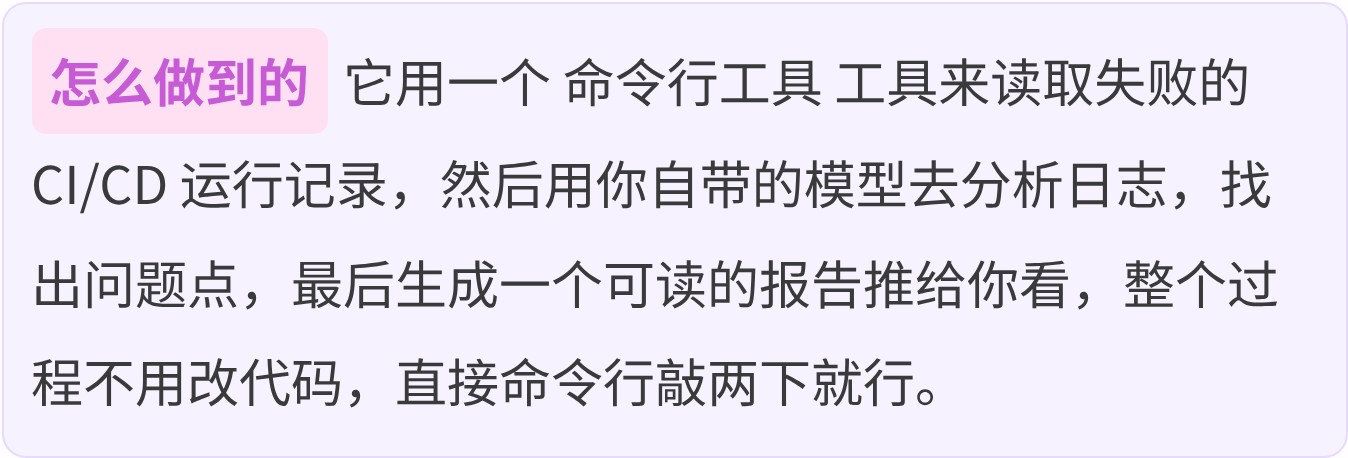 怎么做到的 它用一个 命令行工具 工具来读取失败的
CI/CD 运行记录，然后用你自带的模型去分析日志，找
出问题点，最后生成一个可读的报告推给你看，整个过
程不用改代码，直接命令行敲两下就行。